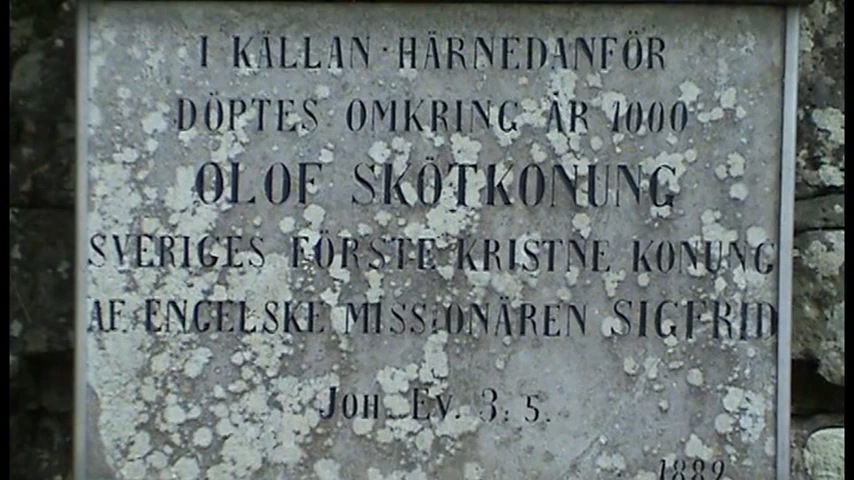 I KÄLLAN · HÄRNEDANFÖR
DÖPTES OMKRING ÅR 1000
OLOF SKÖTKONUNG
SVERIGES FÖRSTE KRISTNE KONUNG
AF ENGELSKE MISSIONÄREN SIGFRID
JOH. EV. 3: 5.
1889